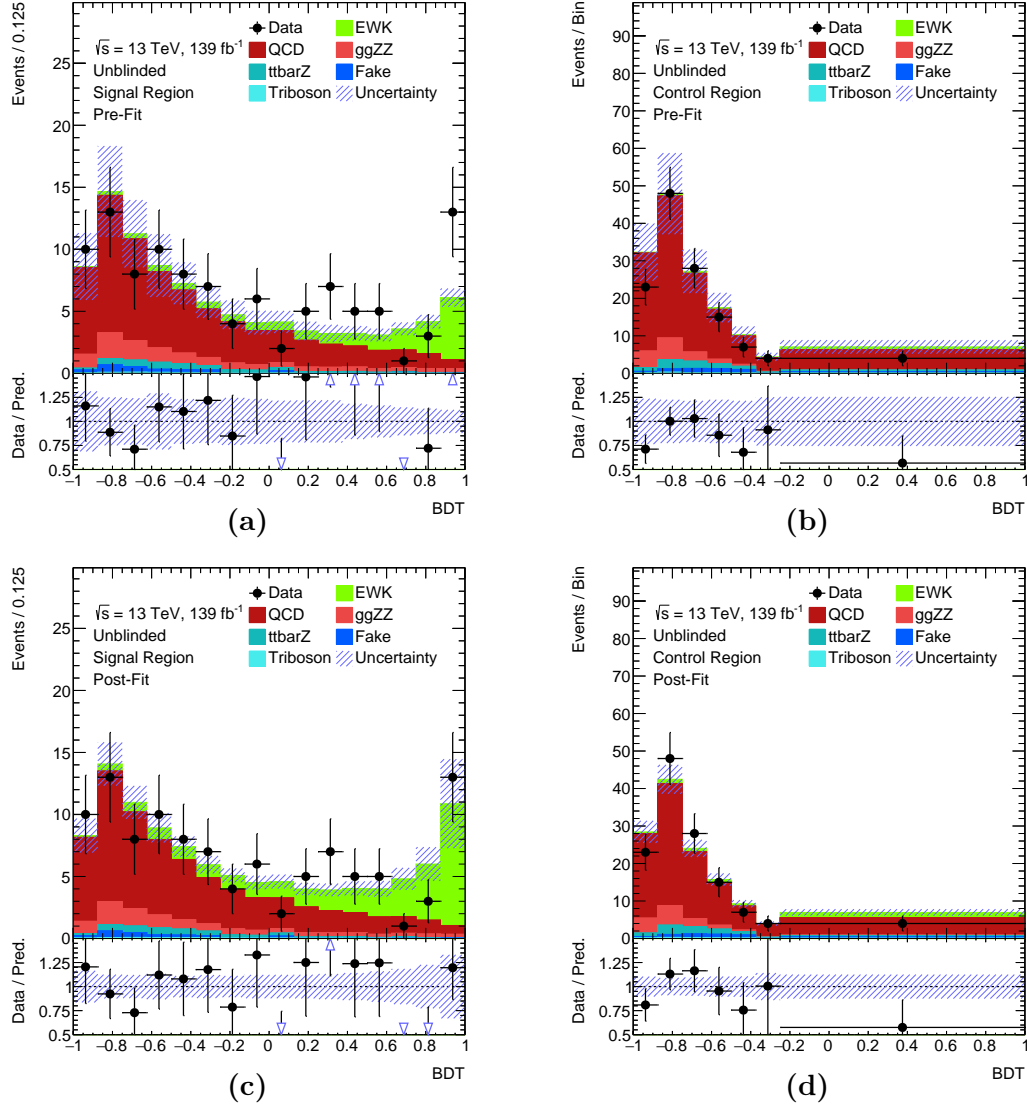 Events / 0.125
Data EWK
√s = 13 TeV, 139 fb⁻¹ QCD ggZZ
Unblinded ttbarZ Fake
Signal Region Triboson Uncertainty
Pre-Fit
25
20
15
10
5
0
Data / Pred.
1.25
1
0.75
0.5
−1 −0.8 −0.6 −0.4 −0.2 0 0.2 0.4 0.6 0.8 1
BDT
(a)
Events / Bin
Data EWK
√s = 13 TeV, 139 fb⁻¹ QCD ggZZ
Unblinded ttbarZ Fake
Control Region Triboson Uncertainty
Pre-Fit
90
80
70
60
50
40
30
20
10
0
Data / Pred.
1.25
1
0.75
0.5
−1 −0.8 −0.6 −0.4 −0.2 0 0.2 0.4 0.6 0.8 1
BDT
(b)
Events / 0.125
Data EWK
√s = 13 TeV, 139 fb⁻¹ QCD ggZZ
Unblinded ttbarZ Fake
Signal Region Triboson Uncertainty
Post-Fit
25
20
15
10
5
0
Data / Pred.
1.25
1
0.75
0.5
−1 −0.8 −0.6 −0.4 −0.2 0 0.2 0.4 0.6 0.8 1
BDT
(c)
Events / Bin
Data EWK
√s = 13 TeV, 139 fb⁻¹ QCD ggZZ
Unblinded ttbarZ Fake
Control Region Triboson Uncertainty
Post-Fit
90
80
70
60
50
40
30
20
10
0
Data / Pred.
1.25
1
0.75
0.5
−1 −0.8 −0.6 −0.4 −0.2 0 0.2 0.4 0.6 0.8 1
BDT
(d)